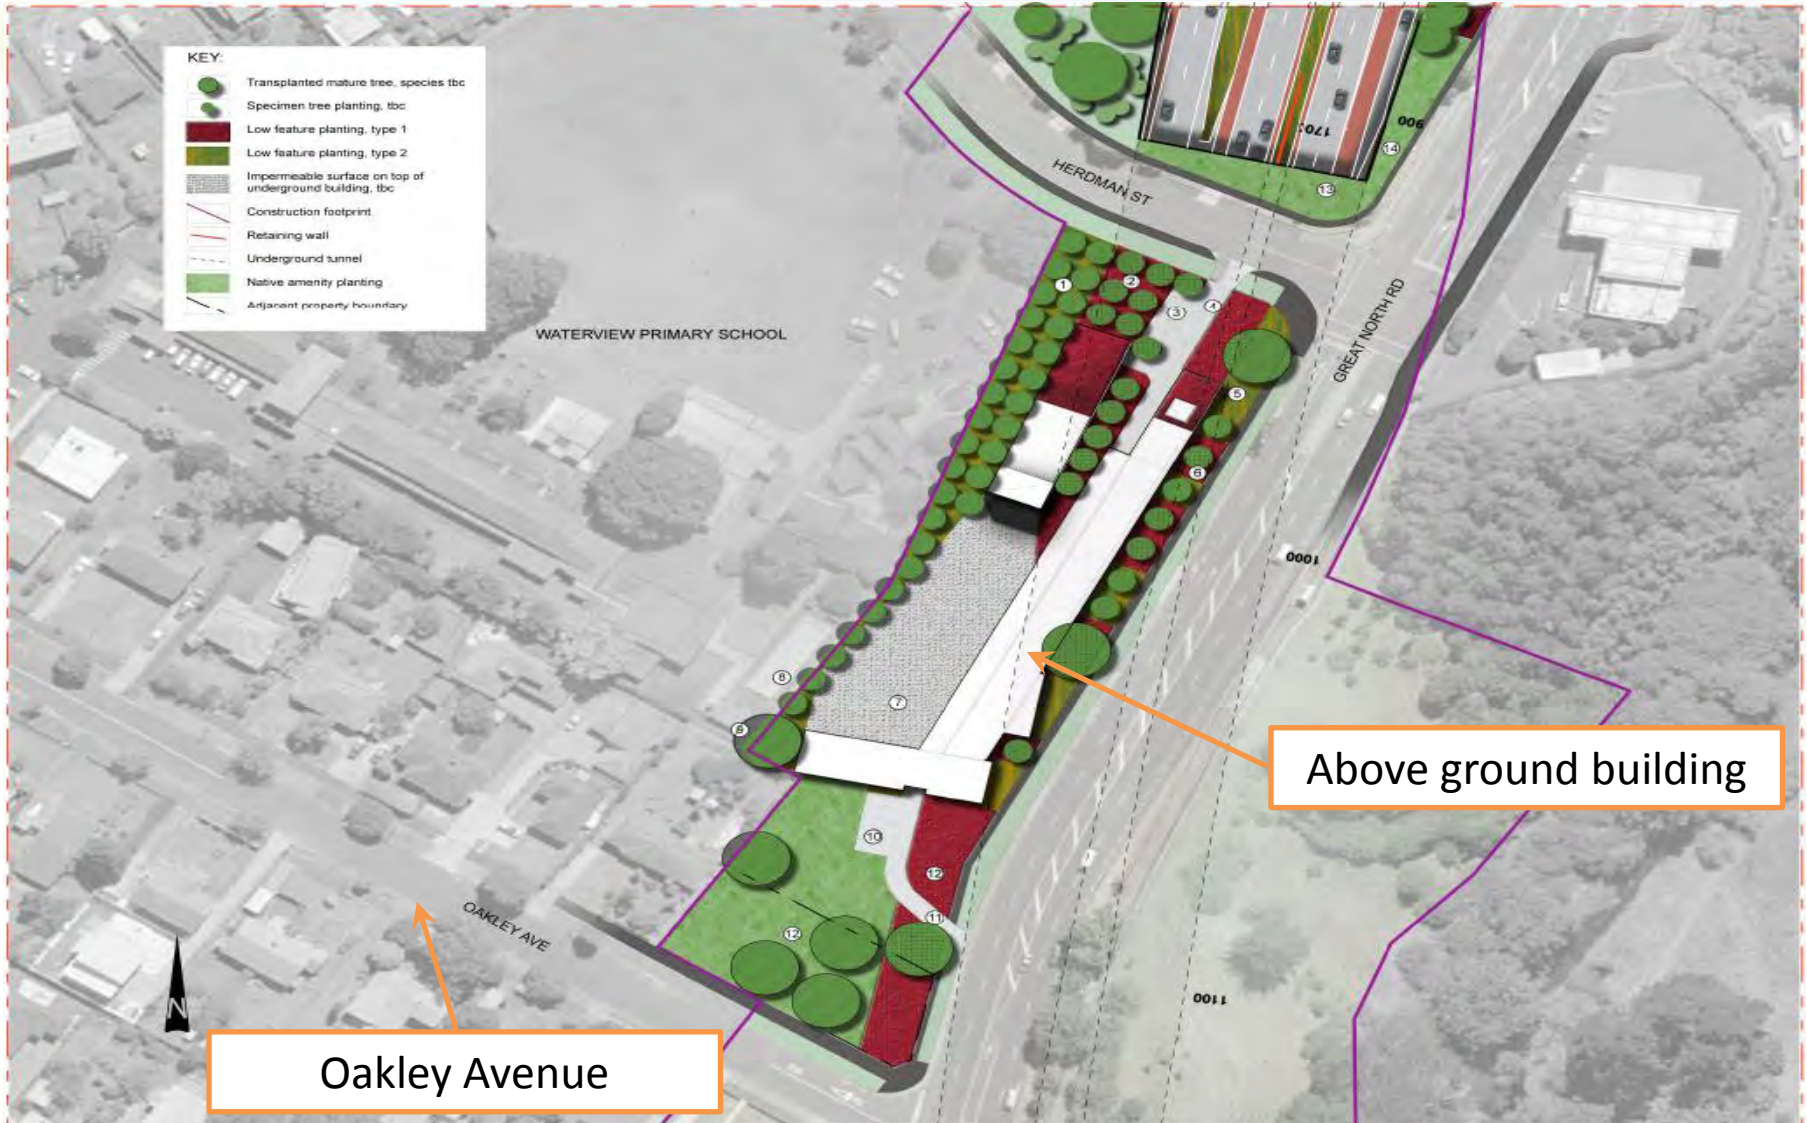 KEY:
Transplanted mature tree, species tbc
Specimen tree planting, tbc
Low feature planting, type 1
Low feature planting, type 2
Impermeable surface on top of
underground building, tbc
Construction footprint
Retaining wall
Underground tunnel
Native amenity planting
Adjacent property boundary
900
14
13
HERDMAN ST
1
2
3
4
WATERVIEW PRIMARY SCHOOL
GREAT NORTH RD
5
6
1000
8
7
9
Above ground building
10
12
11
12
OAKLEY AVE
1100
N
Oakley Avenue